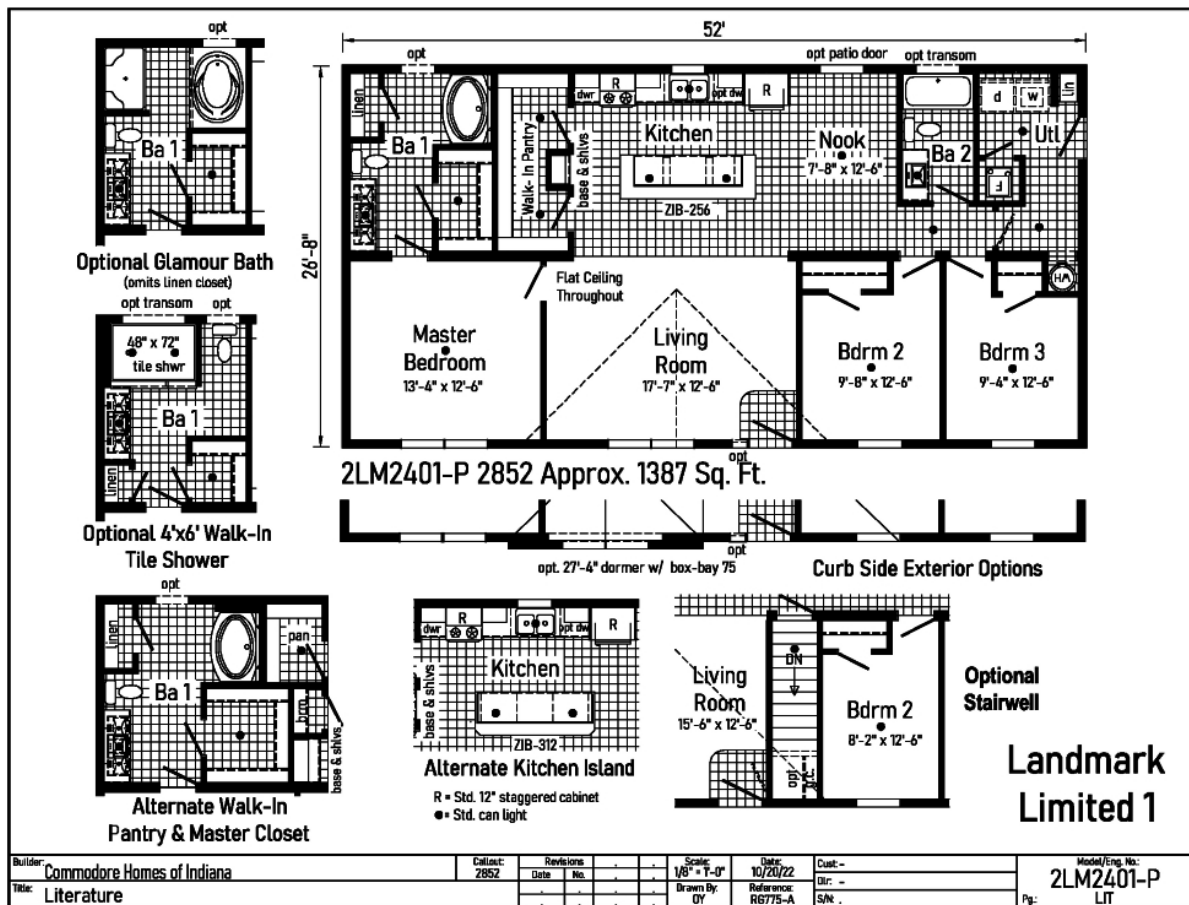 opt
Ba 1
Optional Glamour Bath
(omits linen closet)
opt transom
opt
48" x 72"
tile shwr
Ba 1
linen
Optional 4'x6' Walk-In
Tile Shower
opt
linen
pan
Ba 1
brm
base & shlvs
Alternate Walk-In
Pantry & Master Closet
52'
26'-8"
opt
opt patio door
opt transom
linen
Ba 1
Walk-In Pantry
base & shlvs
dwr
R
opt dw
R
Kitchen
ZIB-256
Nook
7'-8" x 12'-6"
Ba 2
d
w
lin
Utl
F
Flat Ceiling
Throughout
Master
Bedroom
13'-4" x 12'-6"
Living
Room
17'-7" x 12'-6"
Bdrm 2
9'-8" x 12'-6"
Bdrm 3
9'-4" x 12'-6"
opt
2LM2401-P 2852 Approx. 1387 Sq. Ft.
opt
opt. 27'-4" dormer w/ box-bay 75
Curb Side Exterior Options
dwr
R
opt dw
R
Kitchen
base & shlvs
ZIB-312
Alternate Kitchen Island
R = Std. 12" staggered cabinet
● = Std. can light
DN
Living
Room
15'-6" x 12'-6"
Bdrm 2
8'-2" x 12'-6"
opt
Optional
Stairwell
Landmark
Limited 1
Builder: Commodore Homes of Indiana
Title: Literature
Callout:
2852
Revisions
Date No.
Scale:
1/8" = 1'-0"
Date:
10/20/22
Drawn By:
OY
Reference:
RG775-A
Cust: -
Dlr: -
S/N: .
Model/Eng. No.:
2LM2401-P
Pg.: LIT